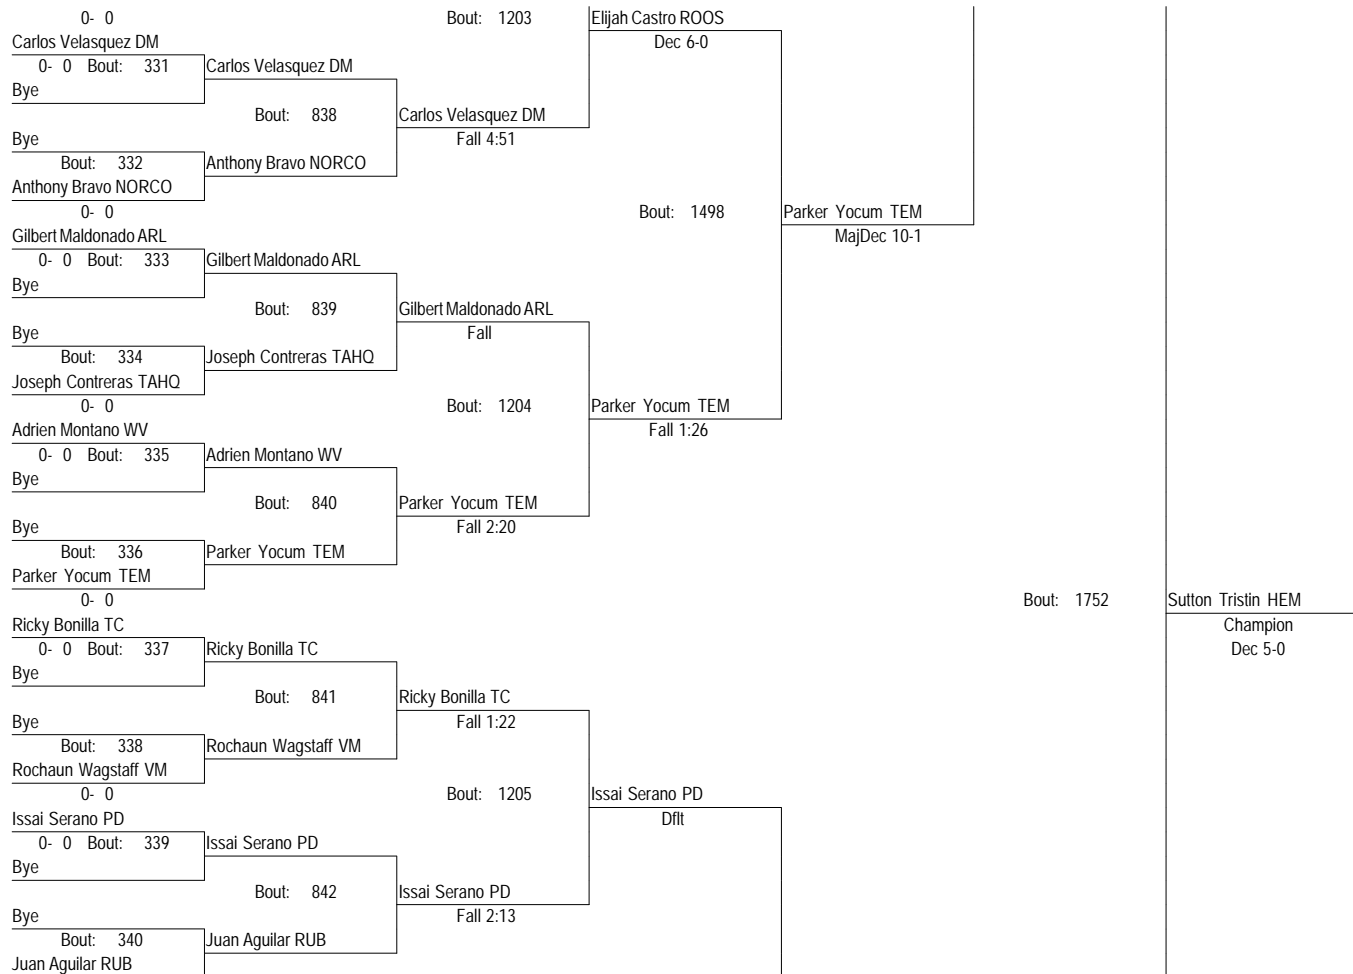 0- 0 Bout: 1203 Elijah Castro ROOS
Carlos Velasquez DM Dec 6-0
0- 0 Bout: 331 Carlos Velasquez DM
Bye
Bout: 838 Carlos Velasquez DM
Bye Fall 4:51
Bout: 332 Anthony Bravo NORCO
Anthony Bravo NORCO
0- 0 Bout: 1498 Parker Yocum TEM
Gilbert Maldonado ARL MajDec 10-1
0- 0 Bout: 333 Gilbert Maldonado ARL
Bye
Bout: 839 Gilbert Maldonado ARL
Bye Fall
Bout: 334 Joseph Contreras TAHQ
Joseph Contreras TAHQ
0- 0 Bout: 1204 Parker Yocum TEM
Adrien Montano WV Fall 1:26
0- 0 Bout: 335 Adrien Montano WV
Bye
Bout: 840 Parker Yocum TEM
Bye Fall 2:20
Bout: 336 Parker Yocum TEM
Parker Yocum TEM
0- 0 Bout: 1752 Sutton Tristin HEM
Ricky Bonilla TC Champion
0- 0 Bout: 337 Ricky Bonilla TC Dec 5-0
Bye
Bout: 841 Ricky Bonilla TC
Bye Fall 1:22
Bout: 338 Rochaun Wagstaff VM
Rochaun Wagstaff VM
0- 0 Bout: 1205 Issai Serano PD
Issai Serano PD Dflt
0- 0 Bout: 339 Issai Serano PD
Bye
Bout: 842 Issai Serano PD
Bye Fall 2:13
Bout: 340 Juan Aguilar RUB
Juan Aguilar RUB